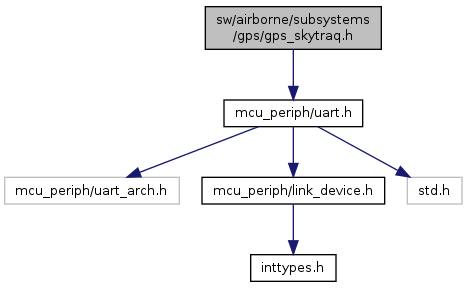 sw/airborne/subsystems
/gps/gps_skytraq.h
mcu_periph/uart.h
mcu_periph/uart_arch.h
mcu_periph/link_device.h
std.h
inttypes.h